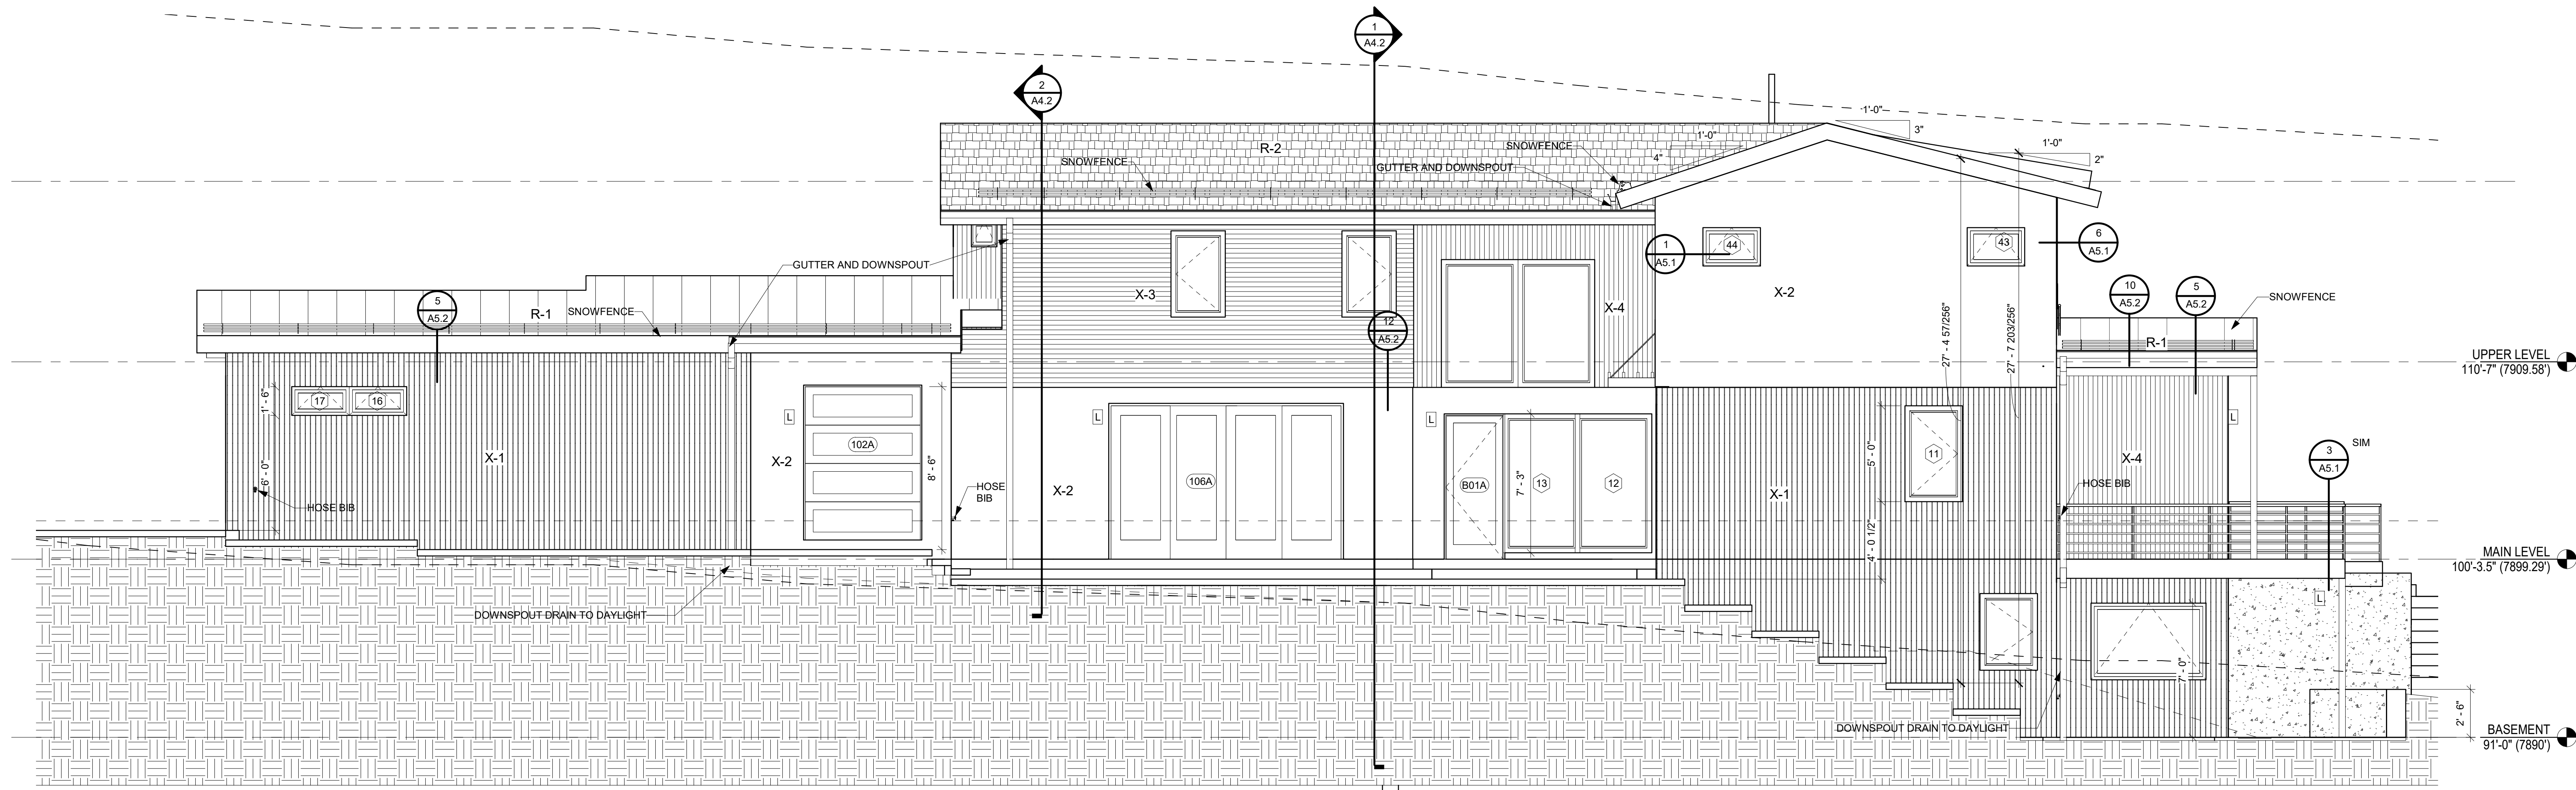 1
A4.2
2
A4.2
1'-0"
3"
1'-0"
4"
1'-0"
2"
R-2
SNOWFENCE
SNOWFENCE
GUTTER AND DOWNSPOUT
GUTTER AND DOWNSPOUT
1
A5.1
44
43
6
A5.1
5
A5.2
R-1
SNOWFENCE
X-3
X-4
X-2
12
A5.2
10
A5.2
5
A5.2
SNOWFENCE
R-1
27' - 4 57/256"
27' - 7 203/256"
UPPER LEVEL
110'-7" (7909.58')
17
16
1' - 6"
6' - 0"
X-1
HOSE BIB
L
102A
X-2
8' - 6"
HOSE
BIB
L
X-2
106A
L
B01A
7' - 3"
13
12
X-1
11
5' - 0"
4' - 0 1/2"
L
X-4
HOSE BIB
3
A5.1
SIM
MAIN LEVEL
100'-3.5" (7899.29')
DOWNSPOUT DRAIN TO DAYLIGHT
L
DOWNSPOUT DRAIN TO DAYLIGHT
2' - 6"
BASEMENT
91'-0" (7890')